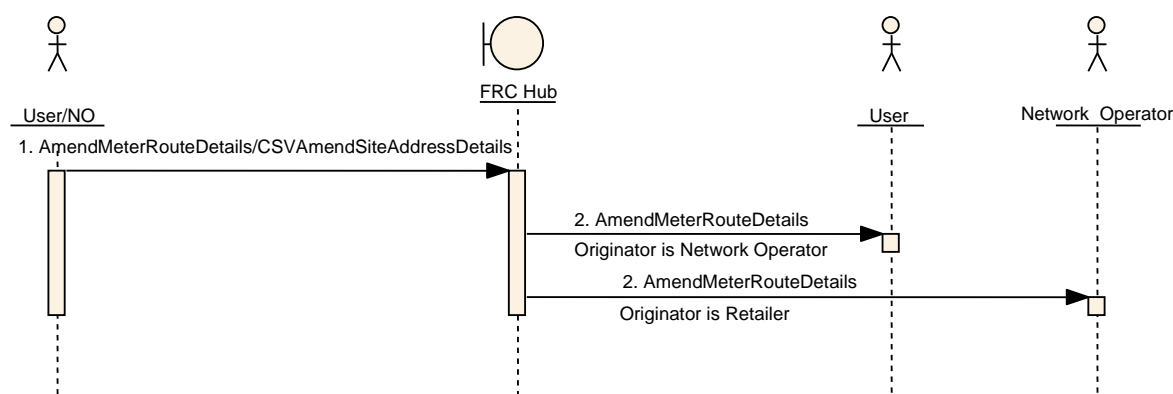 FRC Hub
User/NO
User
Network Operator
1. AmendMeterRouteDetails/CSVAmendSiteAddressDetails
2. AmendMeterRouteDetails
Originator is Network Operator
2. AmendMeterRouteDetails
Originator is Retailer